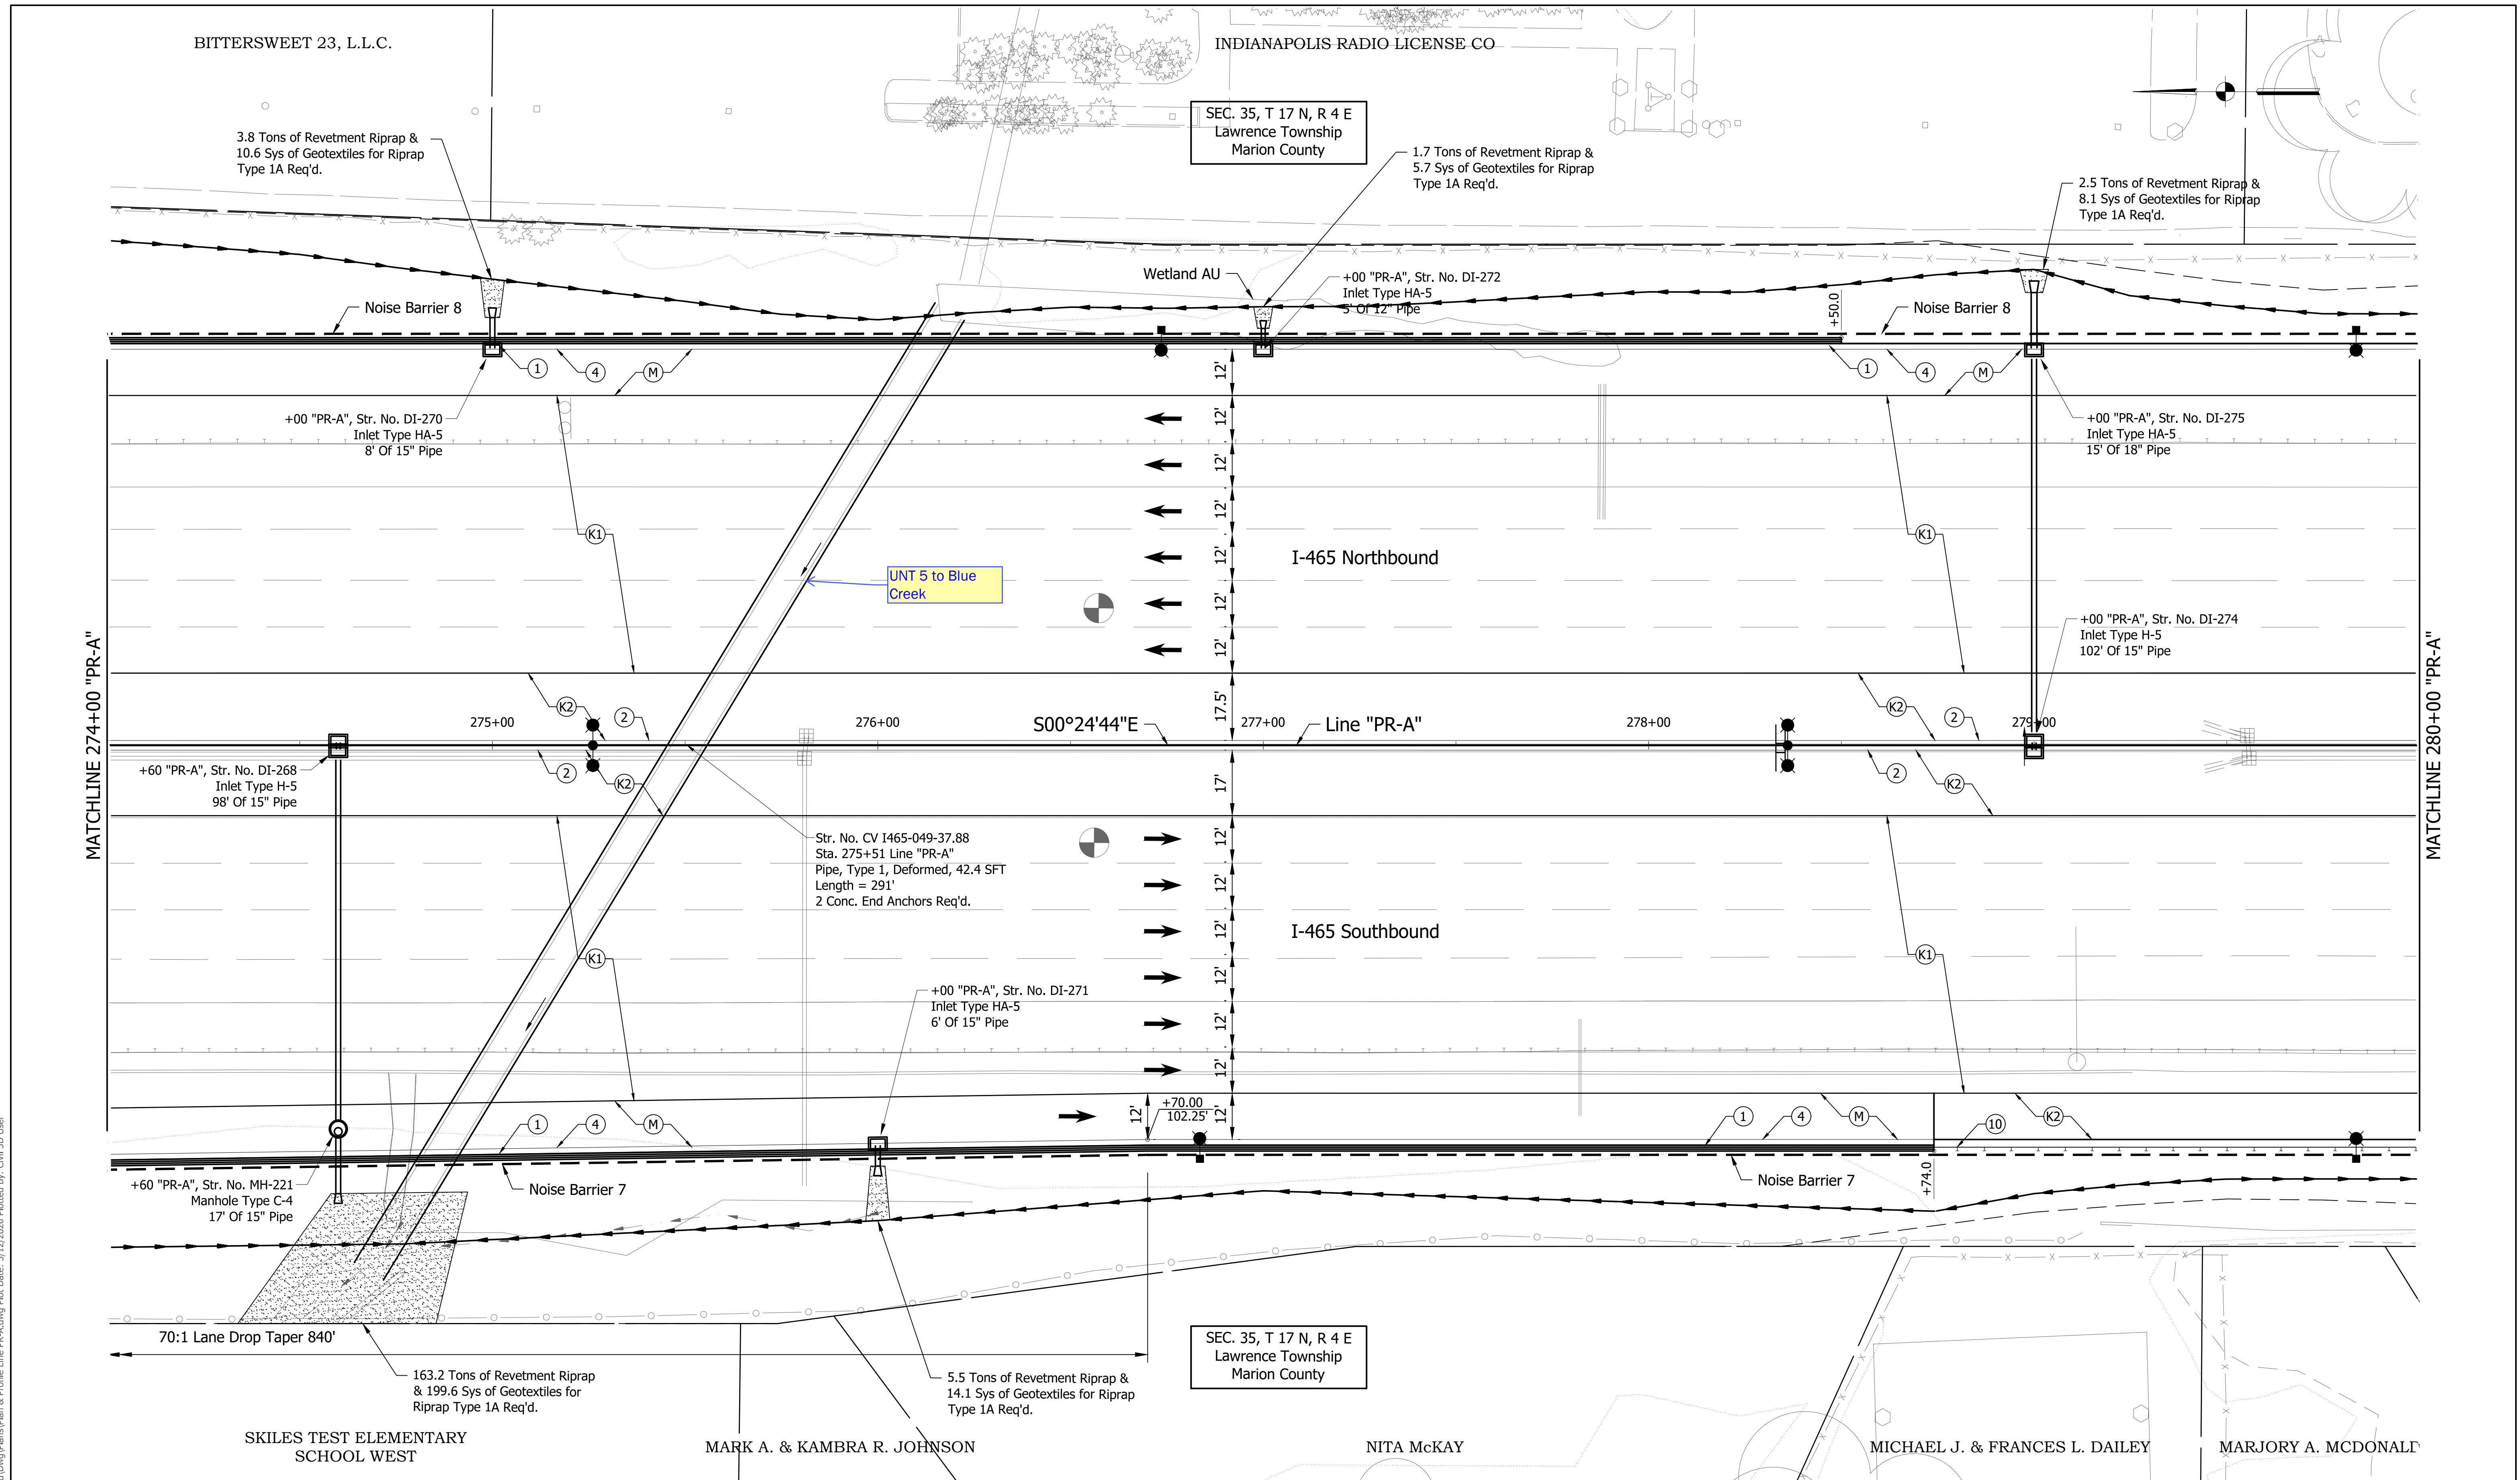 BITTERSWEET 23, L.L.C.
INDIANAPOLIS RADIO LICENSE CO
SEC. 35, T 17 N, R 4 E
Lawrence Township
Marion County
3.8 Tons of Revetment Riprap &
10.6 Sys of Geotextiles for Riprap
Type 1A Req'd.
1.7 Tons of Revetment Riprap &
5.7 Sys of Geotextiles for Riprap
Type 1A Req'd.
2.5 Tons of Revetment Riprap &
8.1 Sys of Geotextiles for Riprap
Type 1A Req'd.
Wetland AU
+00 "PR-A", Str. No. DI-272
Inlet Type HA-5
5' Of 12" Pipe
Noise Barrier 8
+50.0
Noise Barrier 8
1
4
M
12'
1
4
M
+00 "PR-A", Str. No. DI-270
Inlet Type HA-5
8' Of 15" Pipe
+00 "PR-A", Str. No. DI-275
Inlet Type HA-5
15' Of 18" Pipe
12'
12'
12'
12'
12'
12'
K1
K1
I-465 Northbound
UNT 5 to Blue
Creek
+00 "PR-A", Str. No. DI-274
Inlet Type H-5
102' Of 15" Pipe
MATCHLINE 274+00 "PR-A"
MATCHLINE 280+00 "PR-A"
K2
2
17.5'
K2
2
275+00
276+00
S00°24'44"E
277+00
Line "PR-A"
278+00
279+00
+60 "PR-A", Str. No. DI-268
Inlet Type H-5
98' Of 15" Pipe
2
K2
17'
2
K2
Str. No. CV I465-049-37.88
Sta. 275+51 Line "PR-A"
Pipe, Type 1, Deformed, 42.4 SFT
Length = 291'
2 Conc. End Anchors Req'd.
12'
12'
12'
12'
12'
12'
I-465 Southbound
K1
K1
+00 "PR-A", Str. No. DI-271
Inlet Type HA-5
6' Of 15" Pipe
12'
+70.00
102.25'
12'
1
4
M
1
4
M
K2
10
+60 "PR-A", Str. No. MH-221
Manhole Type C-4
17' Of 15" Pipe
Noise Barrier 7
Noise Barrier 7
+74.0
70:1 Lane Drop Taper 840'
163.2 Tons of Revetment Riprap
& 199.6 Sys of Geotextiles for
Riprap Type 1A Req'd.
5.5 Tons of Revetment Riprap &
14.1 Sys of Geotextiles for Riprap
Type 1A Req'd.
SEC. 35, T 17 N, R 4 E
Lawrence Township
Marion County
SKILES TEST ELEMENTARY
SCHOOL WEST
MARK A. & KAMBRA R. JOHNSON
NITA McKAY
MICHAEL J. & FRANCES L. DAILEY
MARJORY A.